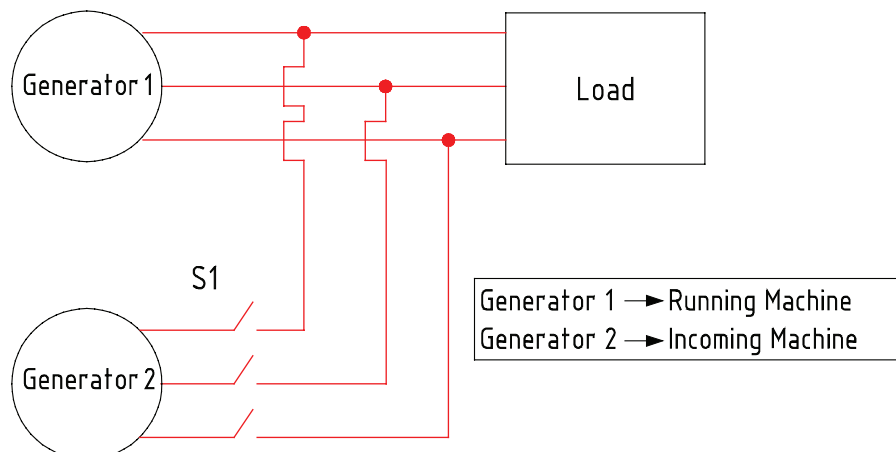 Generator 1
Load
S1
Generator 1 → Running Machine
Generator 2 → Incoming Machine
Generator 2